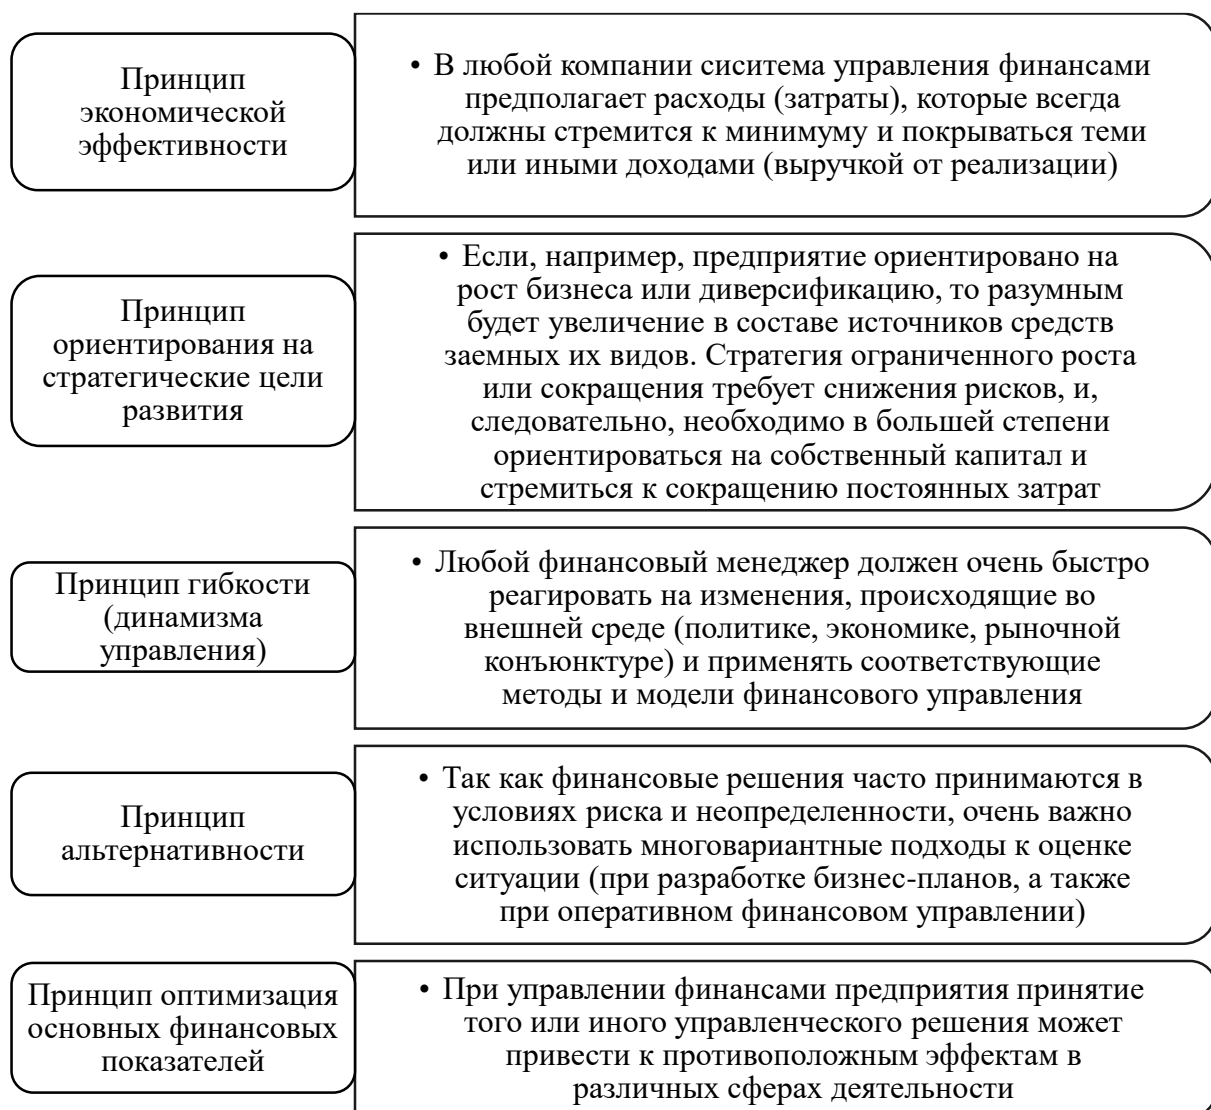 Принцип
экономической
эффективности
• В любой компании сиситема управления финансами
предполагает расходы (затраты), которые всегда
должны стремится к минимуму и покрываться теми
или иными доходами (выручкой от реализации)
Принцип
ориентирования на
стратегические цели
развития
• Если, например, предприятие ориентировано на
рост бизнеса или диверсификацию, то разумным
будет увеличение в составе источников средств
заемных их видов. Стратегия ограниченного роста
или сокращения требует снижения рисков, и,
следовательно, необходимо в большей степени
ориентироваться на собственный капитал и
стремиться к сокращению постоянных затрат
Принцип гибкости
(динамизма
управления)
• Любой финансовый менеджер должен очень быстро
реагировать на изменения, происходящие во
внешней среде (политике, экономике, рыночной
конъюнктуре) и применять соответствующие
методы и модели финансового управления
Принцип
альтернативности
• Так как финансовые решения часто принимаются в
условиях риска и неопределенности, очень важно
использовать многовариантные подходы к оценке
ситуации (при разработке бизнес-планов, а также
при оперативном финансовом управлении)
Принцип оптимизация
основных финансовых
показателей
• При управлении финансами предприятия принятие
того или иного управленческого решения может
привести к противоположным эффектам в
различных сферах деятельности